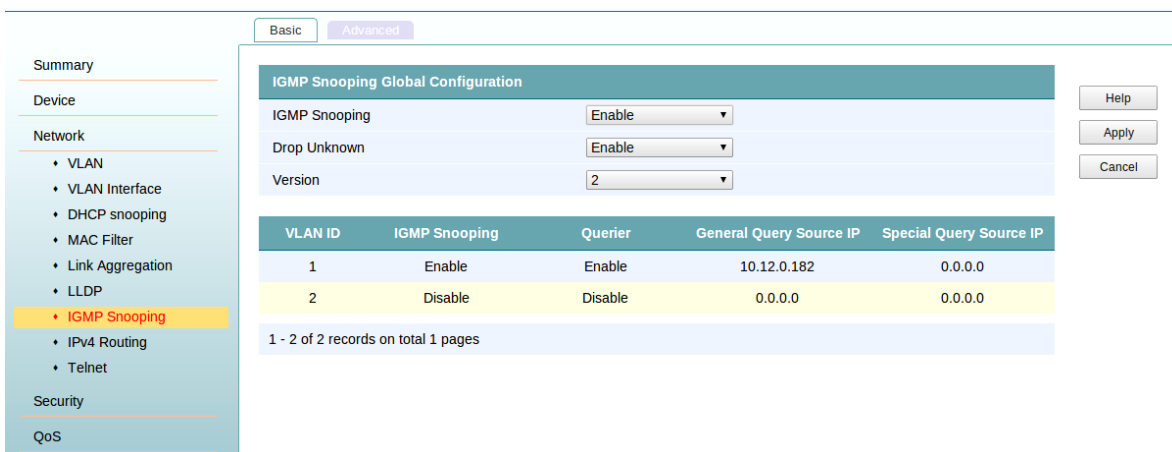 Basic Advanced
Summary
Device
Network
VLAN
VLAN Interface
DHCP snooping
MAC Filter
Link Aggregation
LLDP
IGMP Snooping
IPv4 Routing
Telnet
Security
QoS
IGMP Snooping Global Configuration
IGMP Snooping Enable
Drop Unknown Enable
Version 2
VLAN ID IGMP Snooping Querier General Query Source IP Special Query Source IP
1 Enable Enable 10.12.0.182 0.0.0.0
2 Disable Disable 0.0.0.0 0.0.0.0
1 - 2 of 2 records on total 1 pages
Help
Apply
Cancel